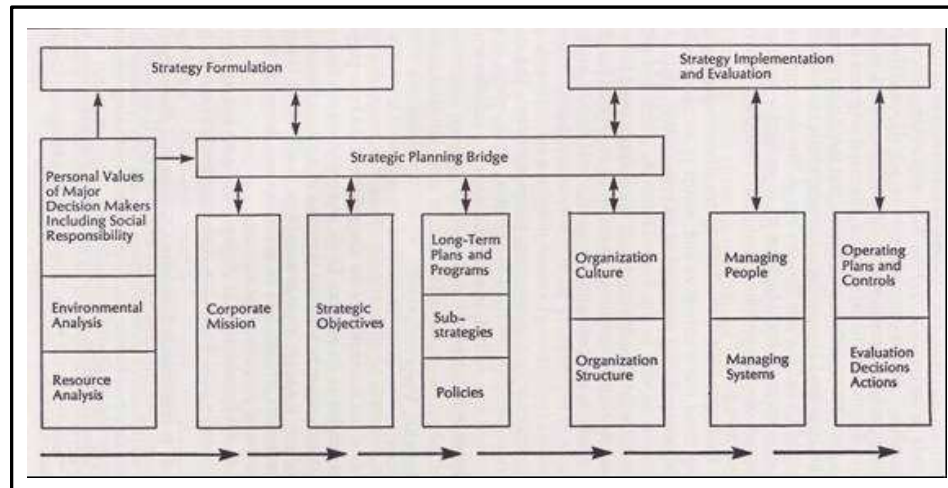 Strategy Formulation
Strategy Implementation
and Evaluation
Strategic Planning Bridge
Personal Values
of Major
Decision Makers
Including Social
Responsibility
Environmental
Analysis
Resource
Analysis
Corporate
Mission
Strategic
Objectives
Long-Term
Plans and
Programs
Sub-
strategies
Policies
Organization
Culture
Organization
Structure
Managing
People
Managing
Systems
Operating
Plans and
Controls
Evaluation
Decisions
Actions